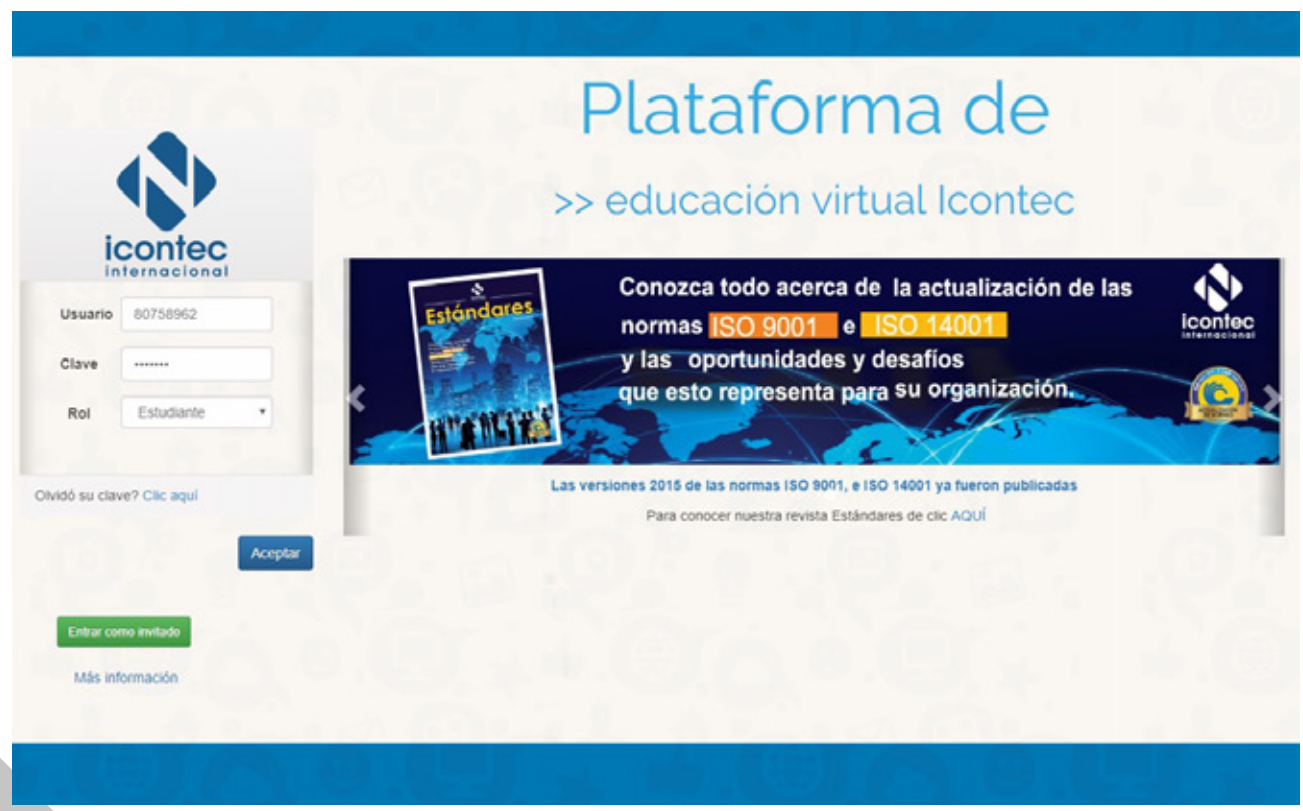 Plataforma de
>> educación virtual Icontec
icontec
internacional
Usuario 80758962
Clave •••••••
Rol Estudiante
Olvidó su clave? Clic aquí
Aceptar
Entrar como invitado
Más información
Estándares
Conozca todo acerca de la actualización de las
normas ISO 9001 e ISO 14001
y las oportunidades y desafíos
que esto representa para su organización.
icontec
internacional
Las versiones 2015 de las normas ISO 9001, e ISO 14001 ya fueron publicadas
Para conocer nuestra revista Estándares de clic AQUÍ